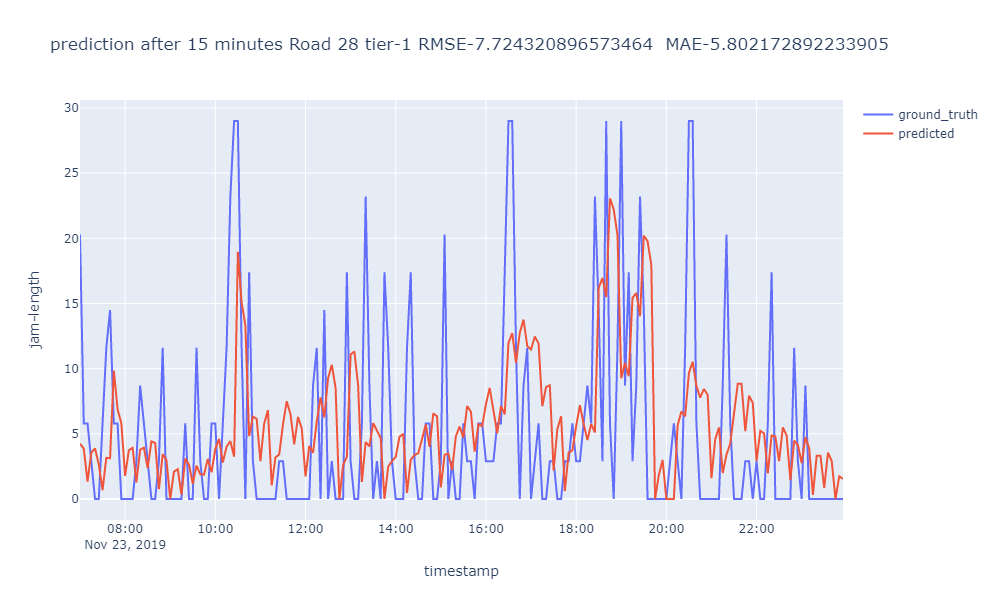 prediction after 15 minutes Road 28 tier-1 RMSE-7.724320896573464  MAE-5.802172892233905
30
25
20
15
10
5
0
jam-length
08:00
10:00
12:00
14:00
16:00
18:00
20:00
22:00
Nov 23, 2019
timestamp
ground_truth
predicted